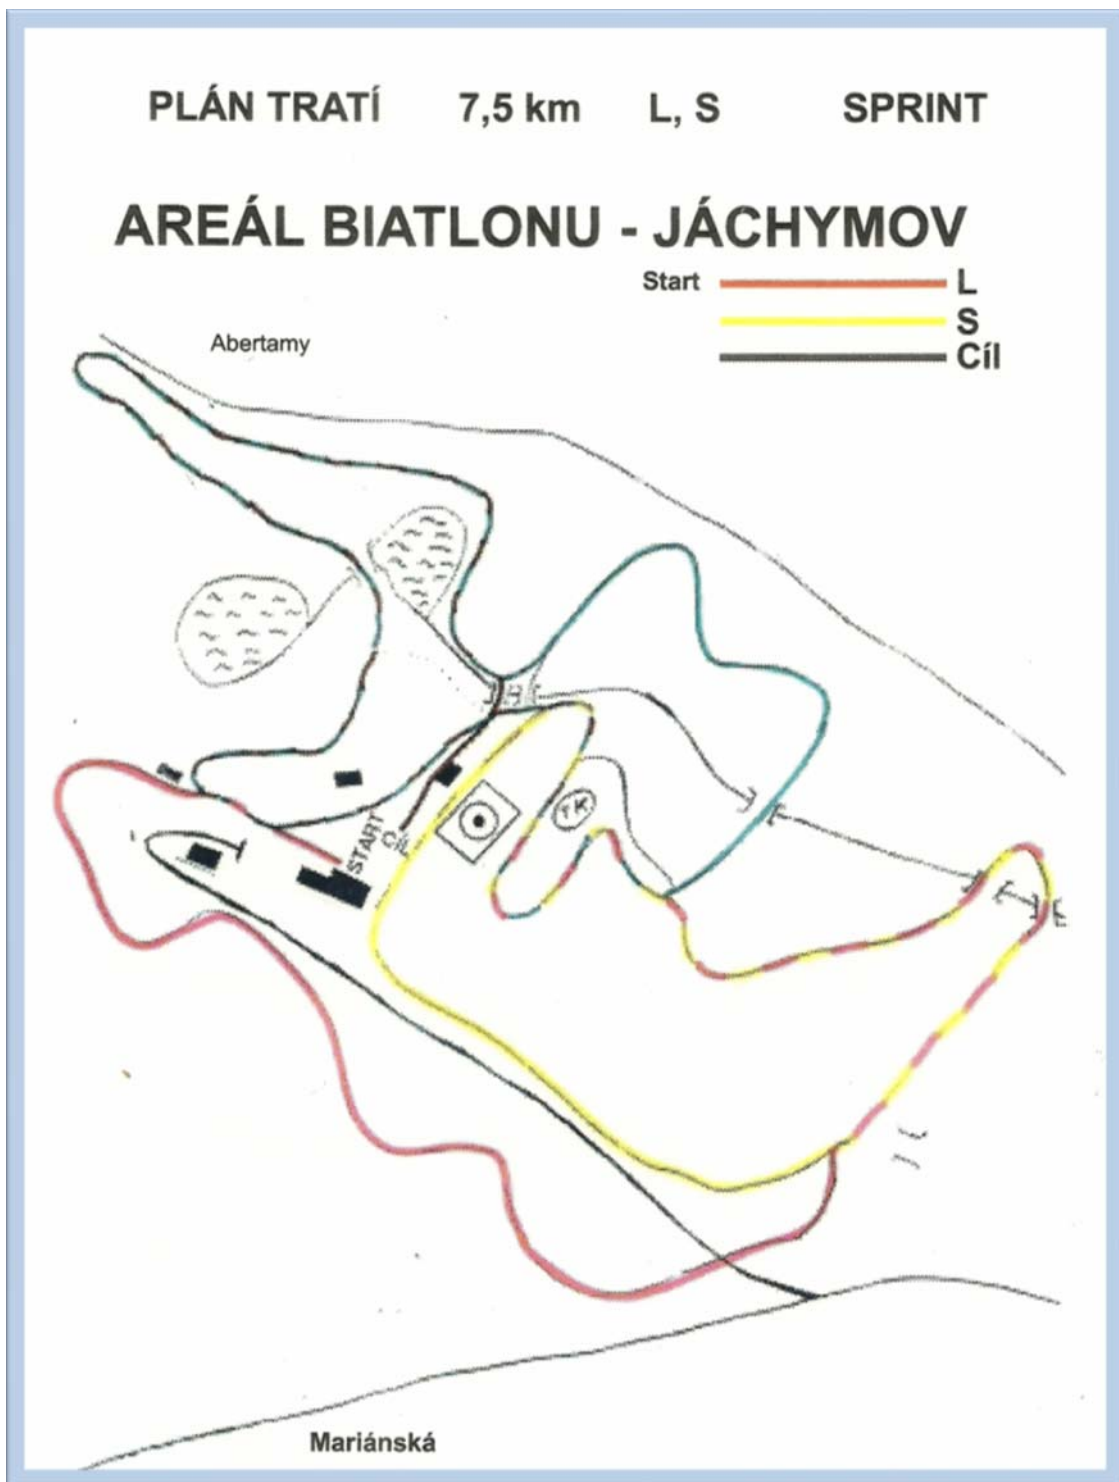 PLÁN TRATÍ 7,5 km L, S SPRINT
AREÁL BIATLONU - JÁCHYMOV
Start L
S
Cíl
Abertamy
START
TK
Mariánská